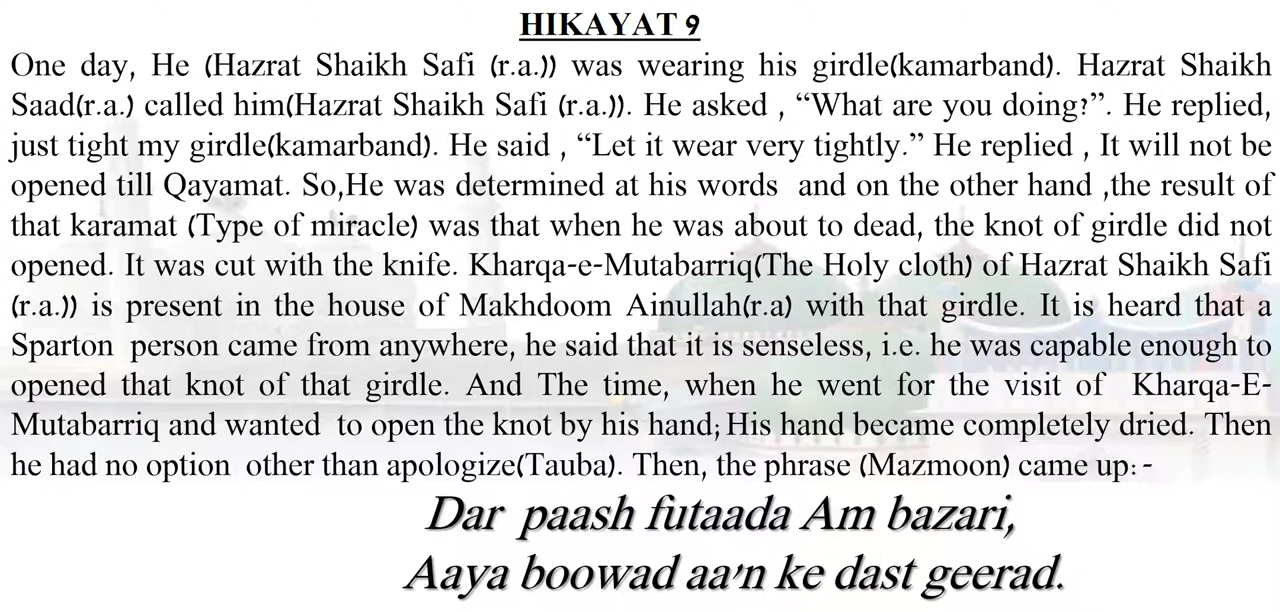 HIKAYAT 9
One day, He (Hazrat Shaikh Safi (r.a.)) was wearing his girdle(kamarband). Hazrat Shaikh
Saad(r.a.) called him(Hazrat Shaikh Safi (r.a.)). He asked , “What are you doing?”. He replied,
just tight my girdle(kamarband). He said , “Let it wear very tightly.” He replied , It will not be
opened till Qayamat. So,He was determined at his words  and on the other hand ,the result of
that karamat (Type of miracle) was that when he was about to dead, the knot of girdle did not
opened. It was cut with the knife. Kharqa-e-Mutabarriq(The Holy cloth) of Hazrat Shaikh Safi
(r.a.)) is present in the house of Makhdoom Ainullah(r.a) with that girdle. It is heard that a
Sparton  person came from anywhere, he said that it is senseless, i.e. he was capable enough to
opened that knot of that girdle. And The time, when he went for the visit of  Kharqa-E-
Mutabarriq and wanted  to open the knot by his hand; His hand became completely dried. Then
he had no option  other than apologize(Tauba). Then, the phrase (Mazmoon) came up: -
Dar  paash futaada Am bazari,
Aaya boowad aa'n ke dast geerad.